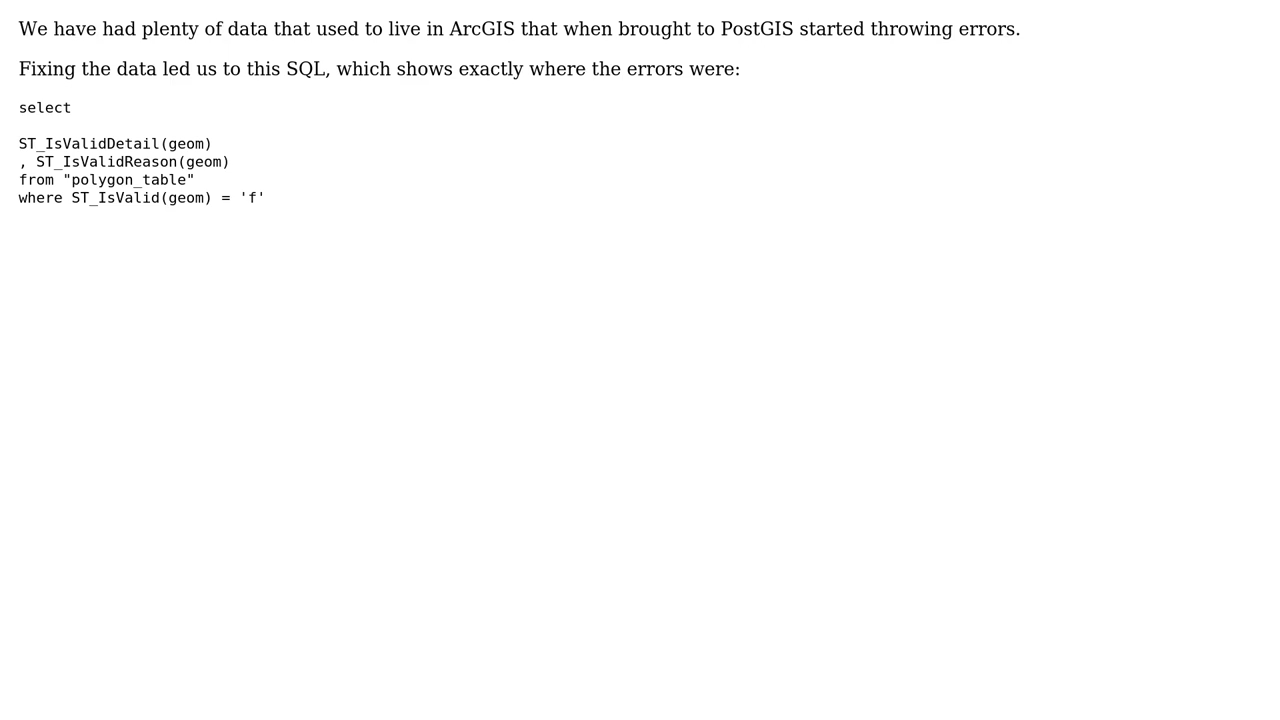 We have had plenty of data that used to live in ArcGIS that when brought to PostGIS started throwing errors.
Fixing the data led us to this SQL, which shows exactly where the errors were:
select
ST_IsValidDetail(geom)
, ST_IsValidReason(geom)
from "polygon_table"
where ST_IsValid(geom) = 'f'